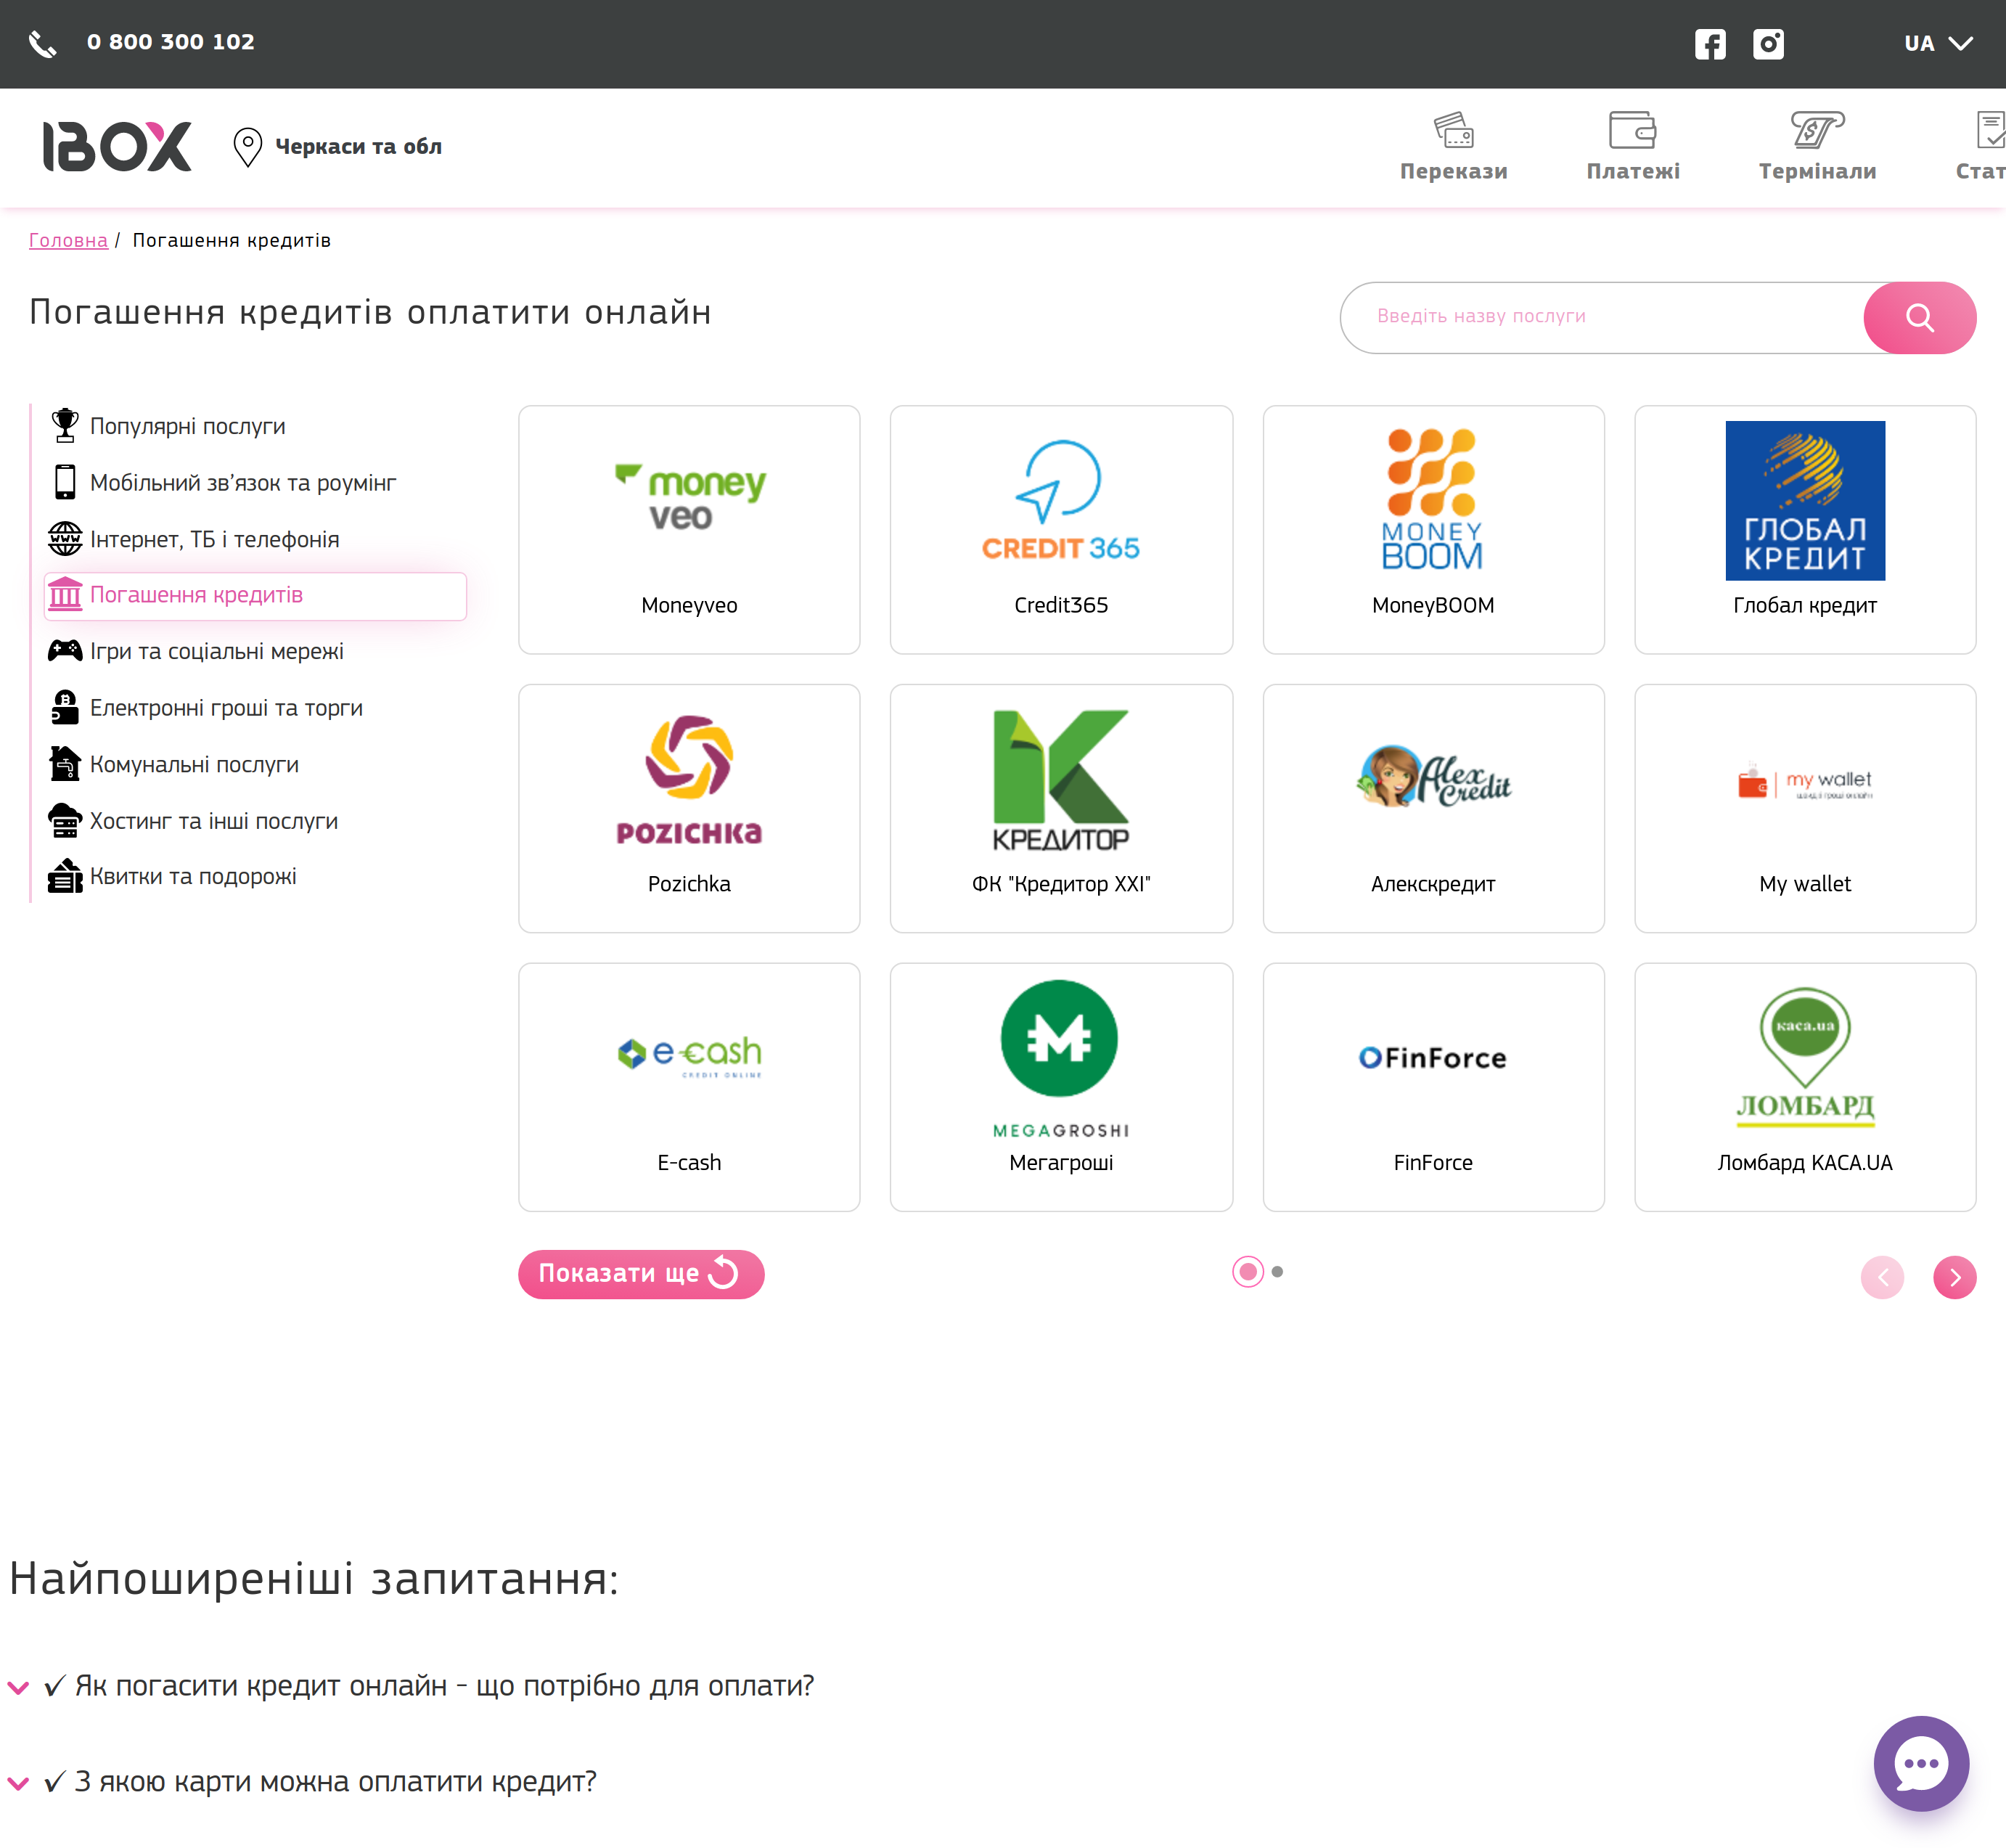 0 800 300 102
UA
IBOX
Черкаси та обл
Перекази
Платежі
Термінали
Стат
Головна / Погашення кредитів
Погашення кредитів оплатити онлайн
Введіть назву послуги
Популярні послуги
Мобільний зв’язок та роумінг
Інтернет, ТБ і телефонія
Погашення кредитів
Ігри та соціальні мережі
Електронні гроші та торги
Комунальні послуги
Хостинг та інші послуги
Квитки та подорожі
money
veo
Moneyveo
CREDIT 365
Credit365
MONEY
BOOM
MoneyBOOM
ГЛОБАЛ
КРЕДИТ
Глобал кредит
POZICHKA
Pozichka
КРЕДИТОР
ФК "Кредитор XXI"
Alex
Credit
Алекскредит
my wallet
My wallet
e-cash
CREDIT ONLINE
E-cash
MEGAGROSHI
Мегагроші
FinForce
FinForce
каса.ua
ЛОМБАРД
Ломбард КАСА.UA
Показати ще
Найпоширеніші запитання:
✓ Як погасити кредит онлайн - що потрібно для оплати?
✓ З якою карти можна оплатити кредит?